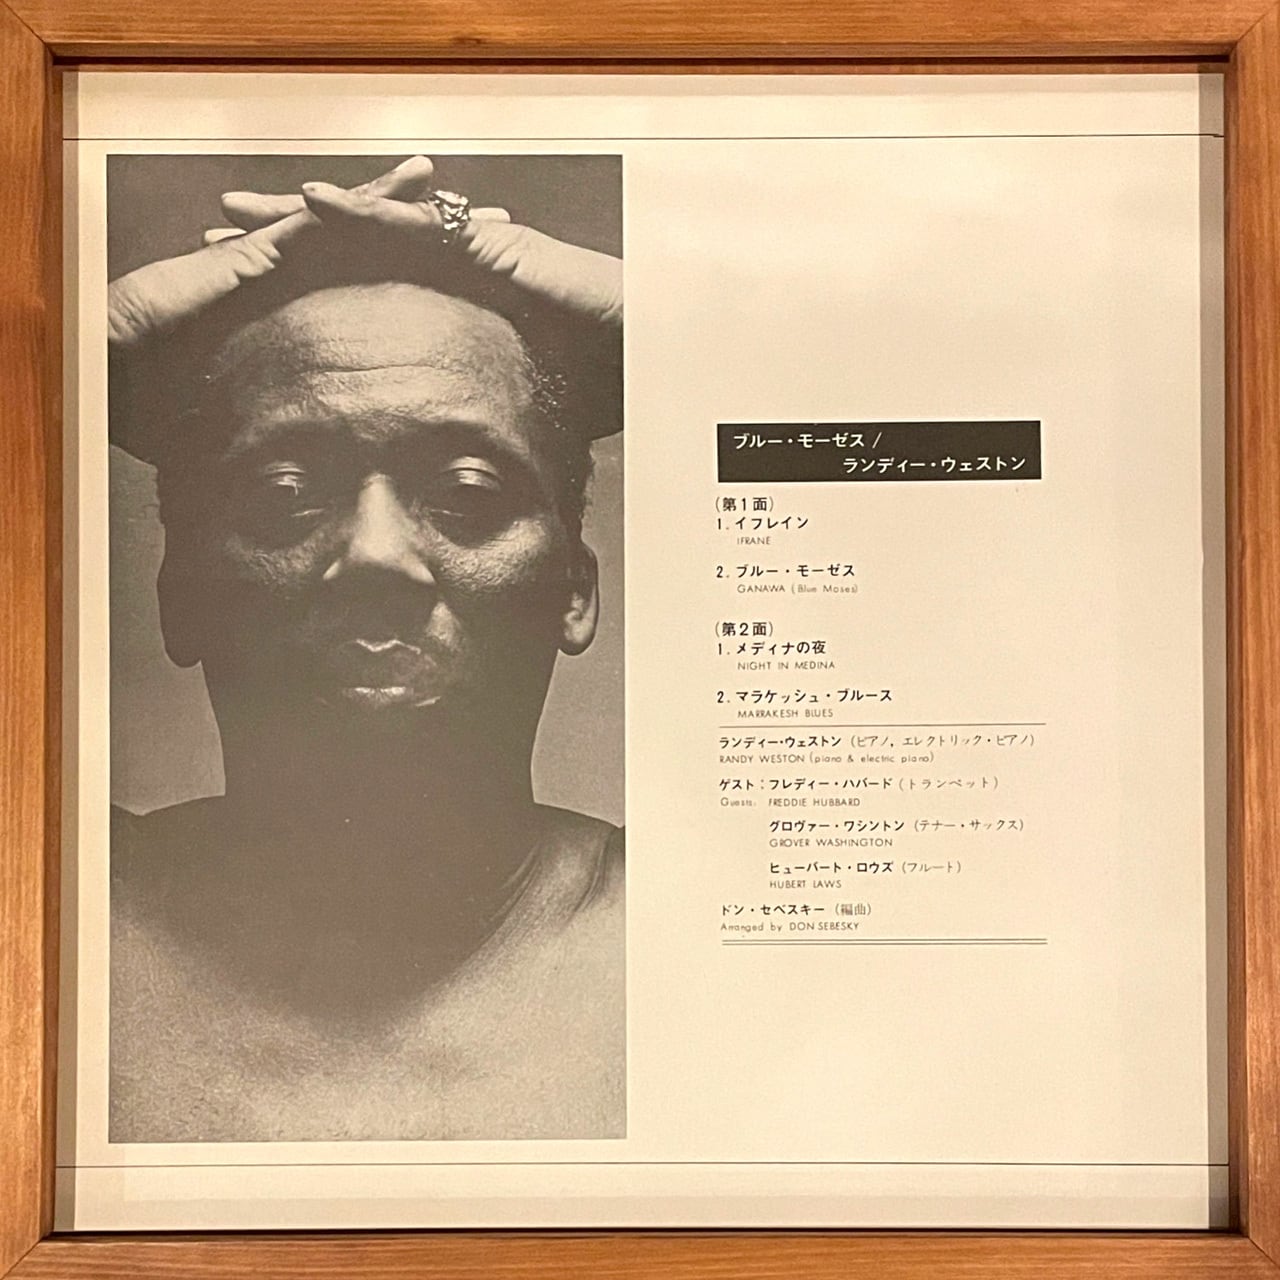 ブルー・モーゼス /
ランディー・ウェストン
(第1面)
1. イフレイン
IFRANE
2. ブルー・モーゼス
GANAWA (Blue Moses)
(第2面)
1. メディナの夜
NIGHT IN MEDINA
2. マラケッシュ・ブルース
MARRAKESH BLUES
ランディー・ウェストン (ピアノ, エレクトリック・ピアノ)
RANDY WESTON (piano & electric piano)
ゲスト : フレディー・ハバード (トランペット)
Guests: FREDDIE HUBBARD
グロヴァー・ワシントン (テナー・サックス)
GROVER WASHINGTON
ヒューバート・ロウズ (フルート)
HUBERT LAWS
ドン・セベスキー (編曲)
Arranged by DON SEBESKY